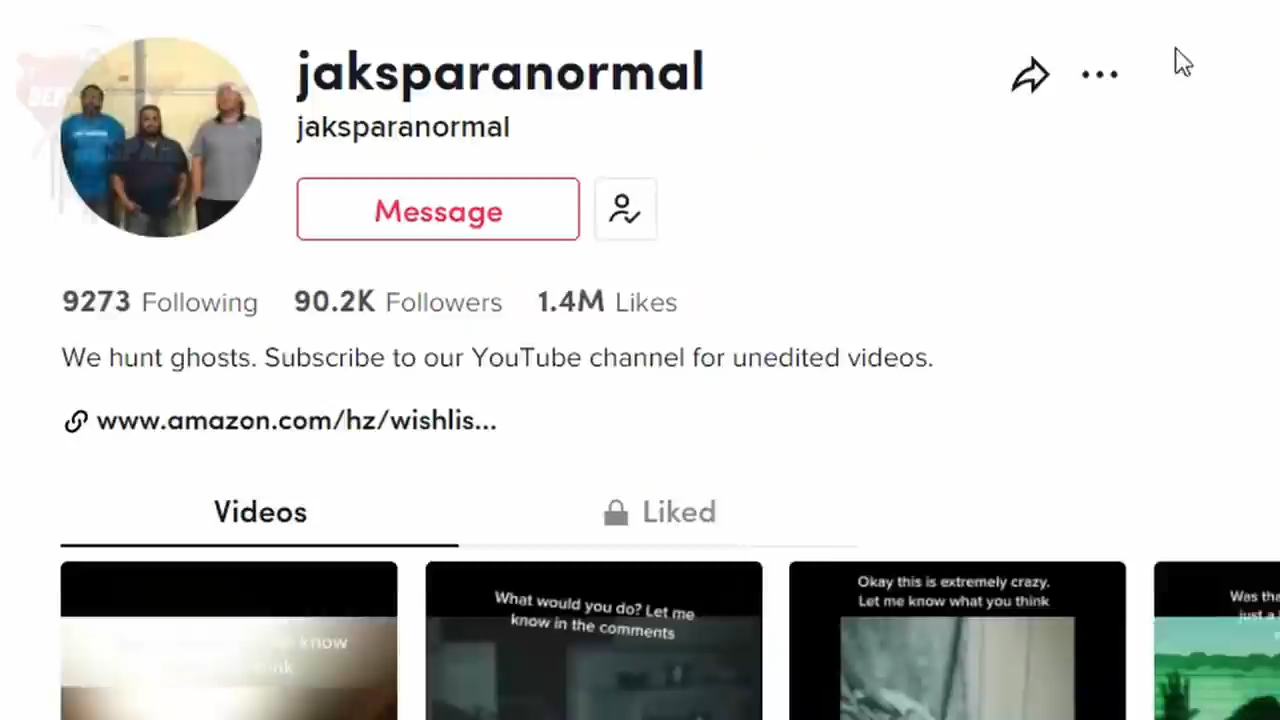 jaksparanormal
jaksparanormal
Message
9273 Following 90.2K Followers 1.4M Likes
We hunt ghosts. Subscribe to our YouTube channel for unedited videos.
www.amazon.com/hz/wishlis...
Videos Liked
know
What would you do? Let me
know in the comments
Okay this is extremely crazy.
Let me know what you think
Was tha
just a